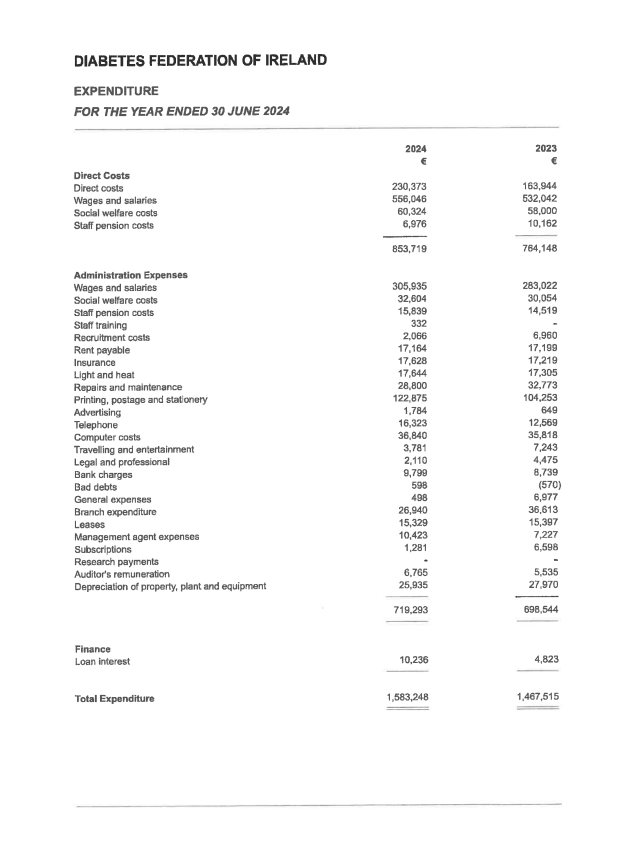 DIABETES FEDERATION OF IRELAND
EXPENDITURE
FOR THE YEAR ENDED 30 JUNE 2024
2024 2023
€ €
Direct Costs
Direct costs 230,373 163,944
Wages and salaries 556,046 532,042
Social welfare costs 60,324 58,000
Staff pension costs 6,976 10,162
853,719 764,148
Administration Expenses
Wages and salaries 305,935 283,022
Social welfare costs 32,604 30,054
Staff pension costs 15,839 14,519
Staff training 332 -
Recruitment costs 2,066 6,960
Rent payable 17,164 17,199
Insurance 17,628 17,219
Light and heat 17,644 17,305
Repairs and maintenance 28,800 32,773
Printing, postage and stationery 122,875 104,253
Advertising 1,784 649
Telephone 16,323 12,569
Computer costs 36,840 35,818
Travelling and entertainment 3,781 7,243
Legal and professional 2,110 4,475
Bank charges 9,799 8,739
Bad debts 598 (570)
General expenses 498 6,977
Branch expenditure 26,940 36,613
Leases 15,329 15,397
Management agent expenses 10,423 7,227
Subscriptions 1,281 6,598
Research payments - -
Auditor's remuneration 6,765 5,535
Depreciation of property, plant and equipment 25,935 27,970
719,293 698,544
Finance
Loan interest 10,236 4,823
Total Expenditure 1,583,248 1,467,515